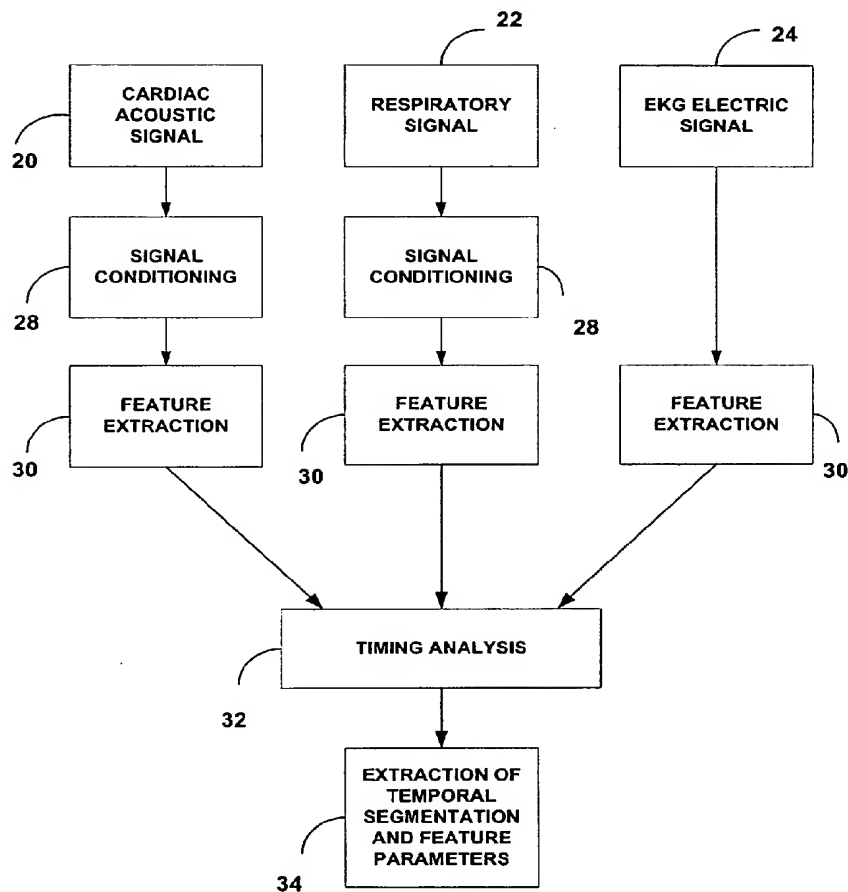 22
24
CARDIAC
ACOUSTIC
SIGNAL
RESPIRATORY
SIGNAL
EKG ELECTRIC
SIGNAL
20
SIGNAL
CONDITIONING
SIGNAL
CONDITIONING
28
28
FEATURE
EXTRACTION
FEATURE
EXTRACTION
FEATURE
EXTRACTION
30
30
30
TIMING ANALYSIS
32
EXTRACTION OF
TEMPORAL
SEGMENTATION
AND FEATURE
PARAMETERS
34